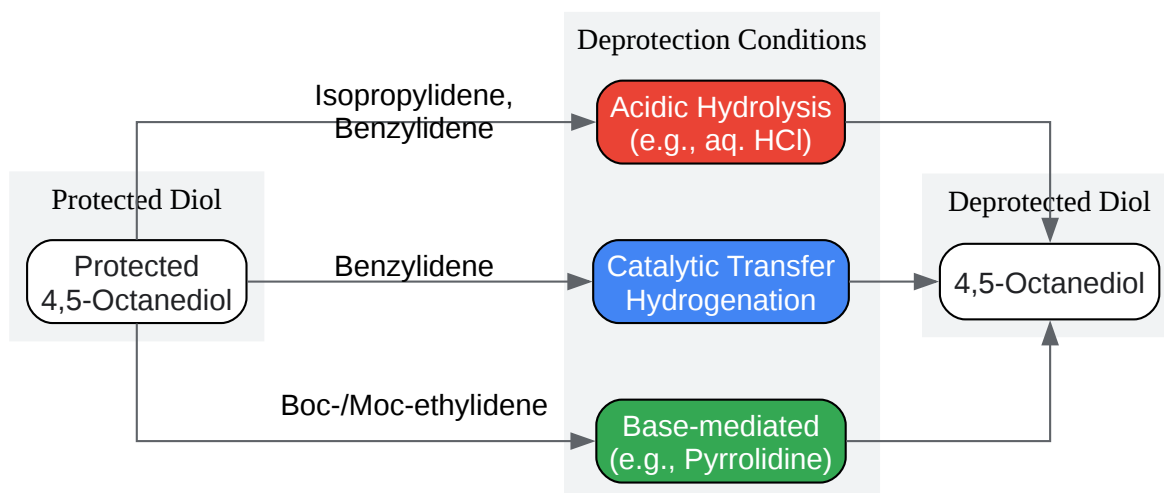 Deprotection Conditions
Isopropylidene,
Benzylidene
Acidic Hydrolysis
(e.g., aq. HCl)
Protected Diol
Protected
4,5-Octanediol
Benzylidene
Catalytic Transfer
Hydrogenation
Deprotected Diol
4,5-Octanediol
Boc-/Moc-ethylidene
Base-mediated
(e.g., Pyrrolidine)